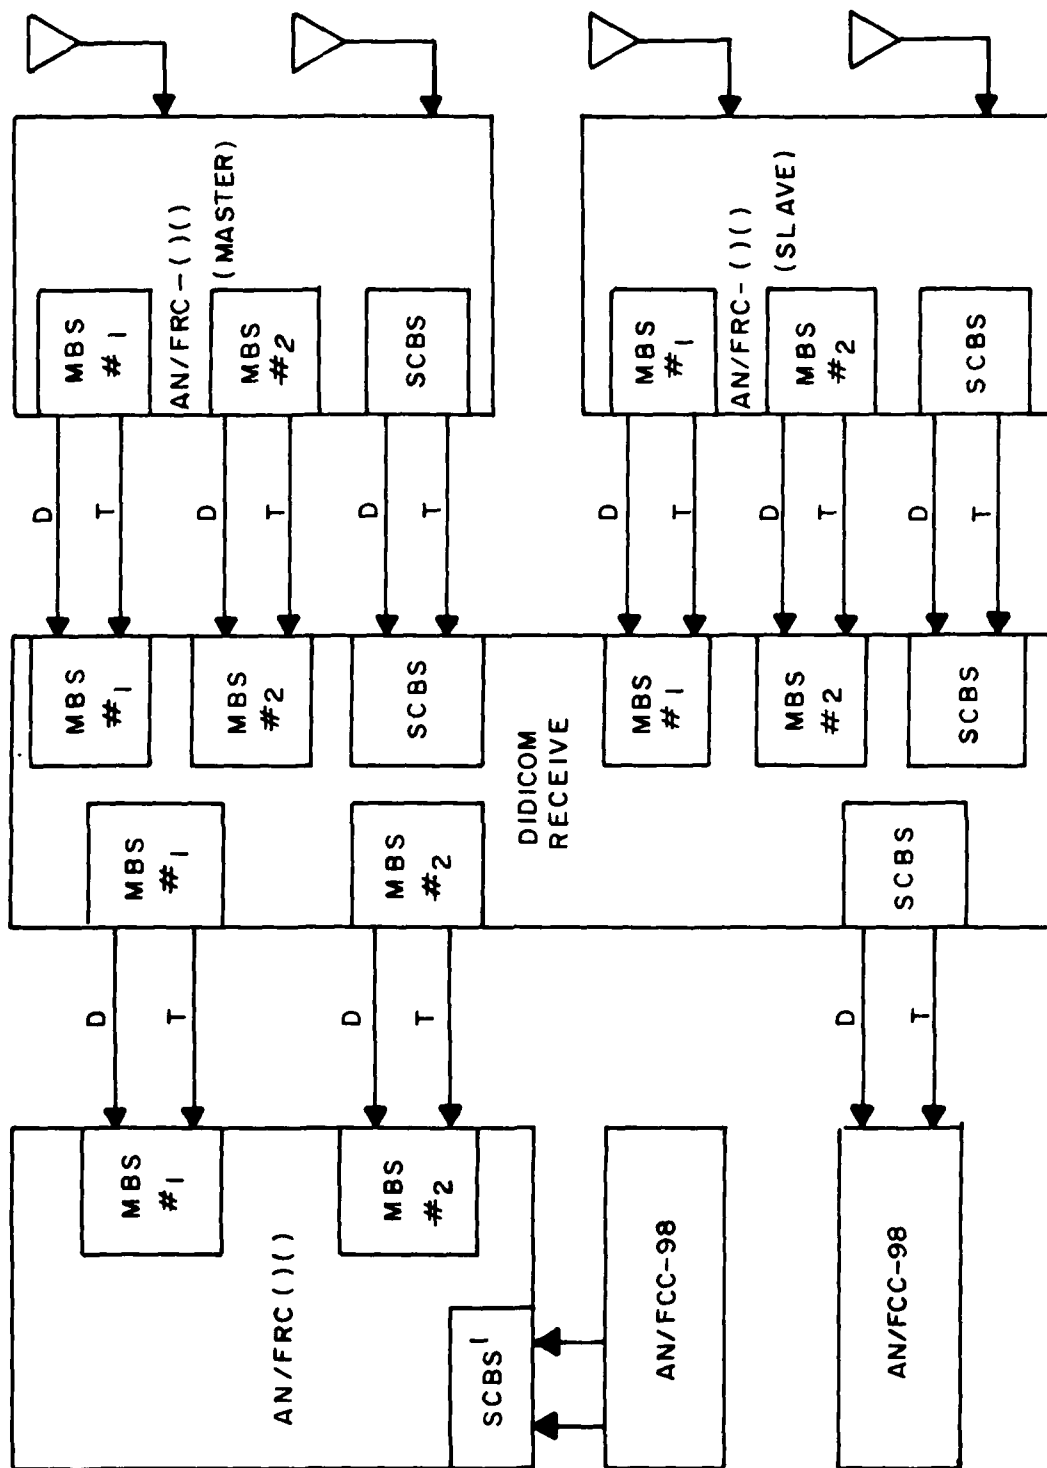 MBS
#1
AN/FRC ( )( )
MBS
#2
SCBS'
AN/FCC-98
AN/FCC-98
D
T
D
T
D
T
MBS
#1
MBS
#2
DIDICOM
RECEIVE
SCBS
MBS
#1
MBS
#2
SCBS
MBS
#1
MBS
#2
SCBS
D
T
D
T
D
T
D
T
D
T
D
T
MBS
#1
AN/FRC-( )( )
(MASTER)
MBS
#2
SCBS
MBS
#1
AN/FRC-( )( )
(SLAVE)
MBS
#2
SCBS